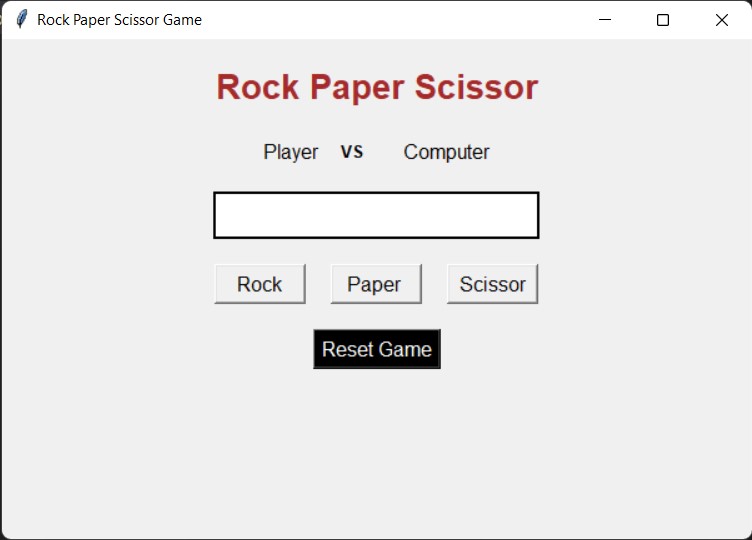 Rock Paper Scissor Game
Rock Paper Scissor
Player VS Computer
Rock Paper Scissor
Reset Game